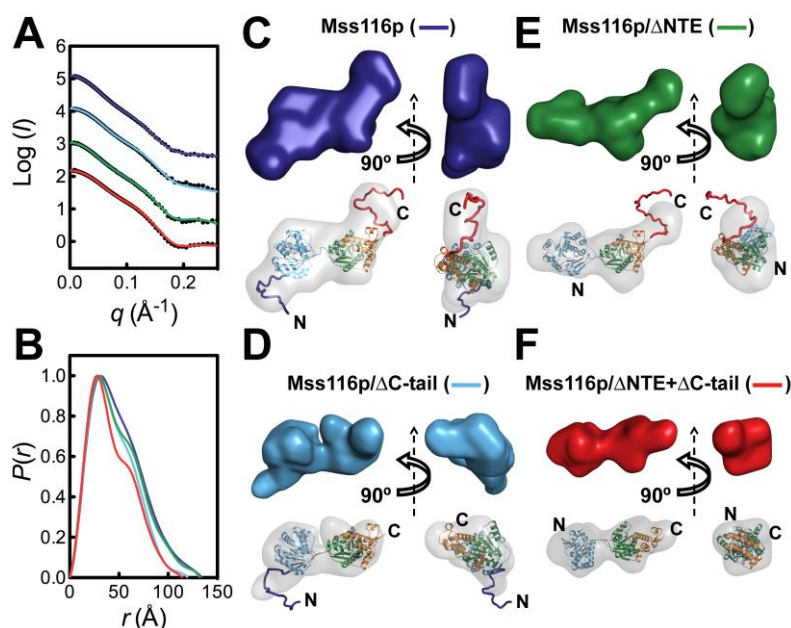 A
Log (I)
6
5
4
3
2
1
0
0.0
0.1
0.2
q (Å-1)
B
P(r)
1.0
0.8
0.6
0.4
0.2
0.0
0
50
100
150
r (Å)
C
Mss116p (—)
90º
C
C
N
N
D
Mss116p/ΔC-tail (—)
90º
C
C
N
N
E
Mss116p/ΔNTE (—)
90º
C
C
N
N
F
Mss116p/ΔNTE+ΔC-tail (—)
90º
N
C
N
C